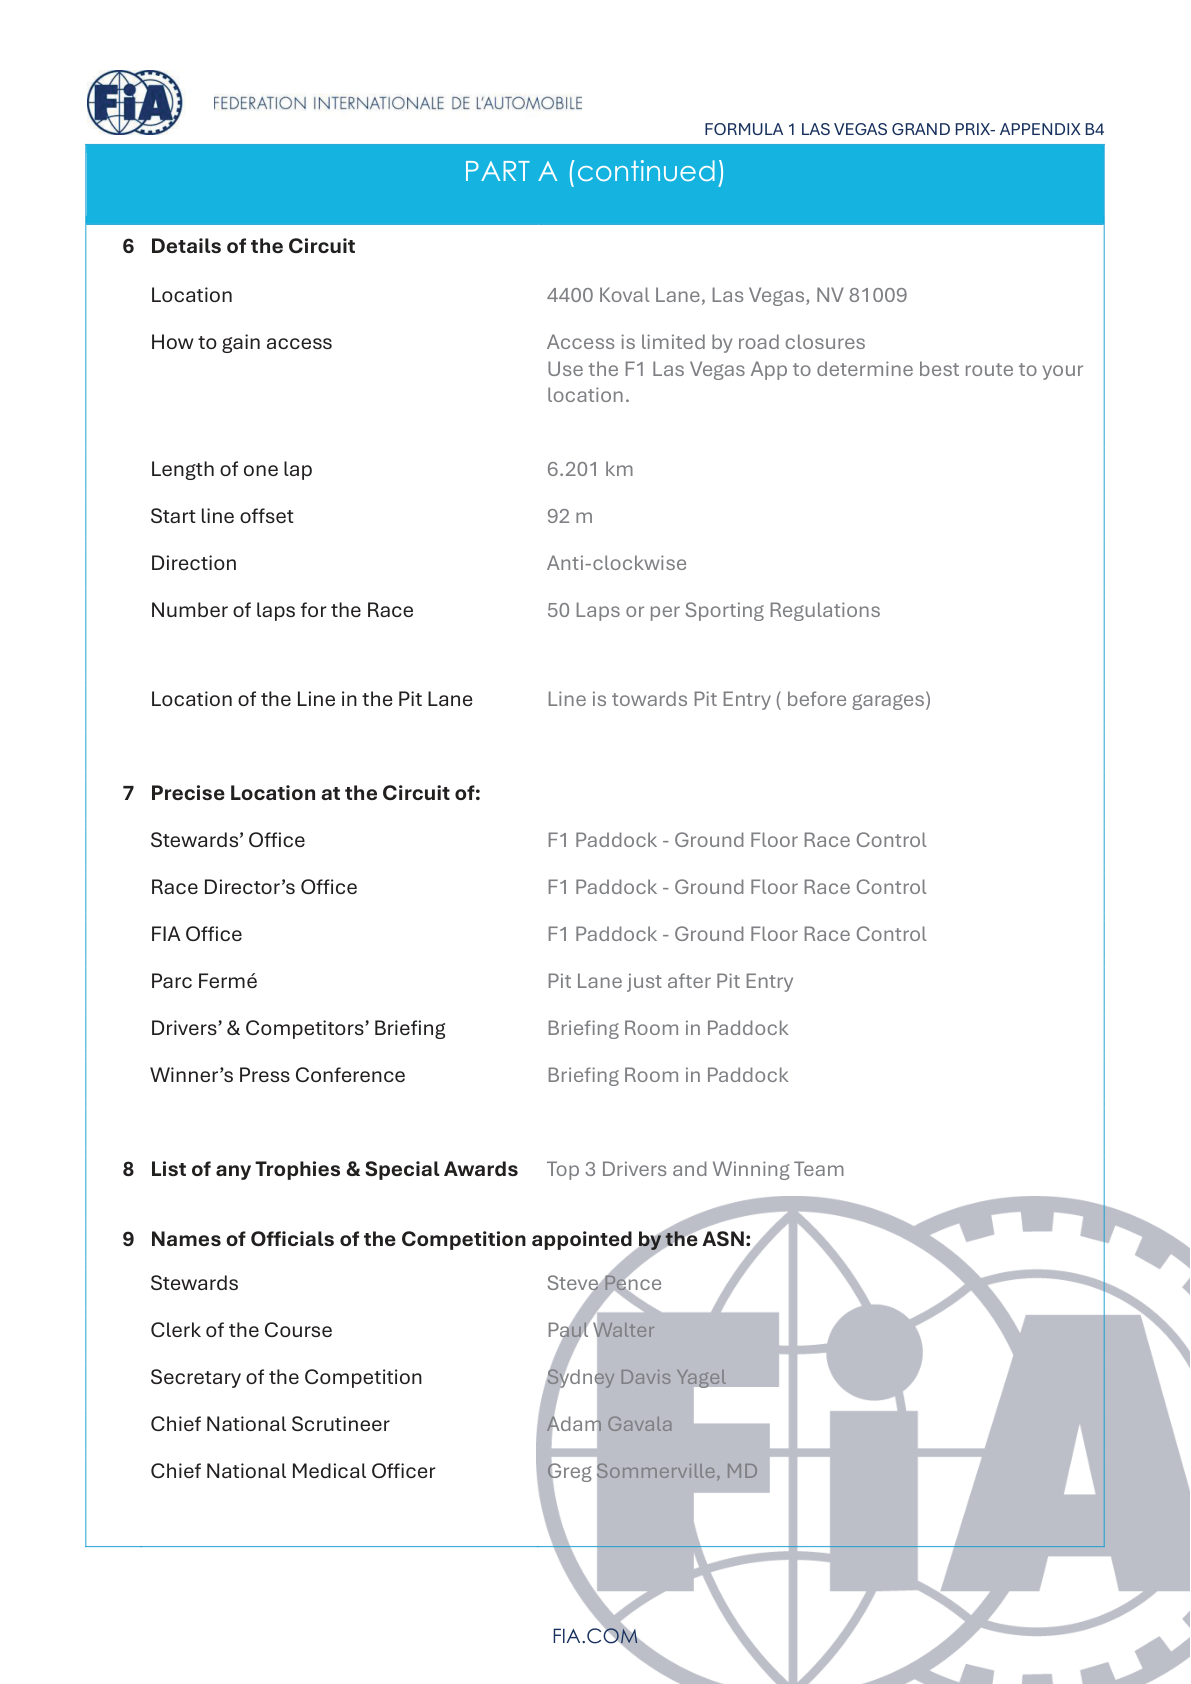 FiA FEDERATION INTERNATIONALE DE L'AUTOMOBILE
FORMULA 1 LAS VEGAS GRAND PRIX- APPENDIX B4
PART A (continued)
6 Details of the Circuit
Location 4400 Koval Lane, Las Vegas, NV 81009
How to gain access Access is limited by road closures
Use the F1 Las Vegas App to determine best route to your
location.
Length of one lap 6.201 km
Start line offset 92 m
Direction Anti-clockwise
Number of laps for the Race 50 Laps or per Sporting Regulations
Location of the Line in the Pit Lane Line is towards Pit Entry ( before garages)
7 Precise Location at the Circuit of:
Stewards’ Office F1 Paddock - Ground Floor Race Control
Race Director’s Office F1 Paddock - Ground Floor Race Control
FIA Office F1 Paddock - Ground Floor Race Control
Parc Fermé Pit Lane just after Pit Entry
Drivers’ & Competitors’ Briefing Briefing Room in Paddock
Winner’s Press Conference Briefing Room in Paddock
8 List of any Trophies & Special Awards Top 3 Drivers and Winning Team
9 Names of Officials of the Competition appointed by the ASN:
Stewards Steve Pence
Clerk of the Course Paul Walter
Secretary of the Competition Sydney Davis Yagel
Chief National Scrutineer Adam Gavala
Chief National Medical Officer Greg Sommerville, MD
FiA
FIA.COM